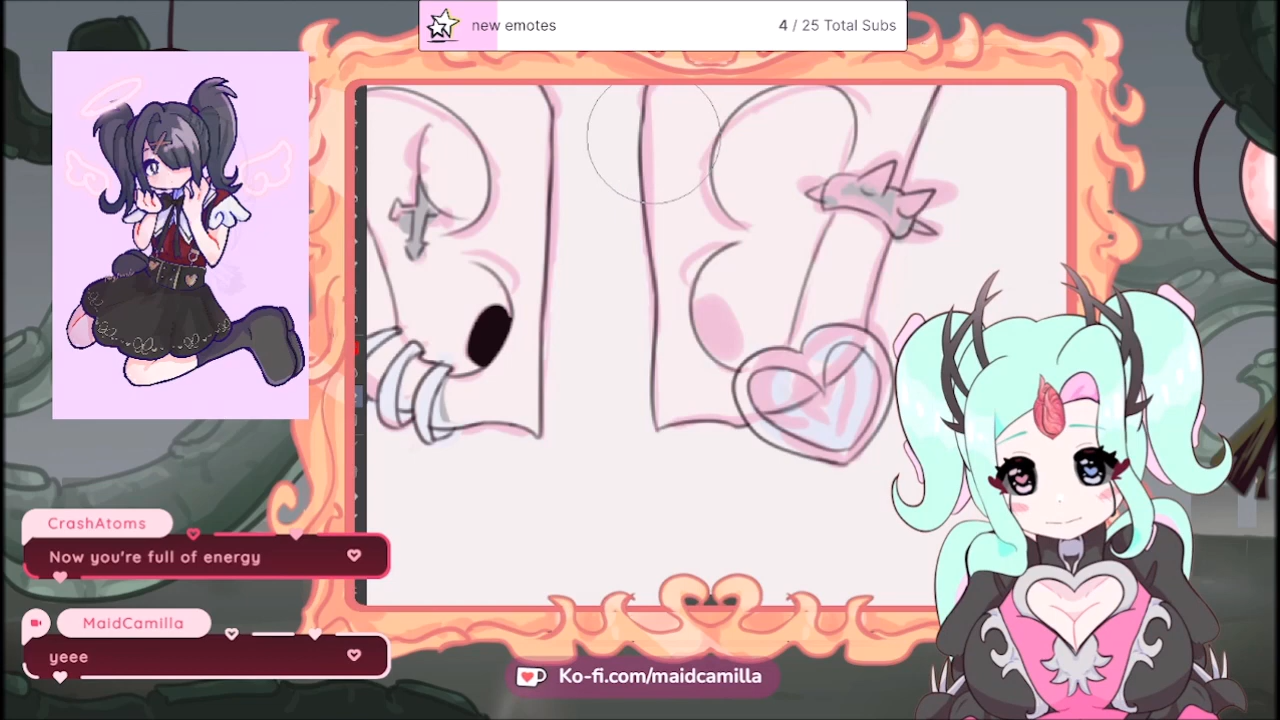 new emotes
4 / 25 Total Subs
CrashAtoms
Now you're full of energy
MaidCamilla
yeee
Ko-fi.com/maidcamilla